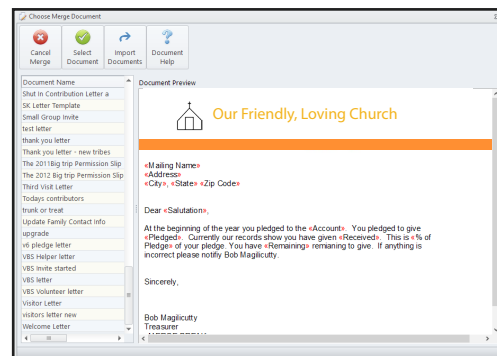 Choose Merge Document
Cancel Merge
Select Document
Import Documents
Document Help
Document Name
Document Preview
Shut In Contribution Letter a
SK Letter Template
Small Group Invite
test letter
thank you letter
Thank you letter - new tribes
The 2011Big trip Permission Slip
The 2012 Big trip Permission Slip
Third Visit Letter
Todays contributors
trunk or treat
Update Family Contact Info
upgrade
v6 pledge letter
VBS Helper letter
VBS Invite started
VBS letter
VBS Volunteer letter
Visitor Letter
visitors letter new
Welcome Letter
Our Friendly, Loving Church
«Mailing Name»
«Address»
«City», «State» «Zip Code»
Dear «Salutation»,
At the beginning of the year you pledged to the «Account». You pledged to give
«Pledged». Currently our records show you have given «Received». This is «% of
Pledge» of your pledge. You have «Remaining» remianing to give. If anything is
incorrect please notifiy Bob Magilicutty.
Sincerely,
Bob Magilicutty
Treasurer